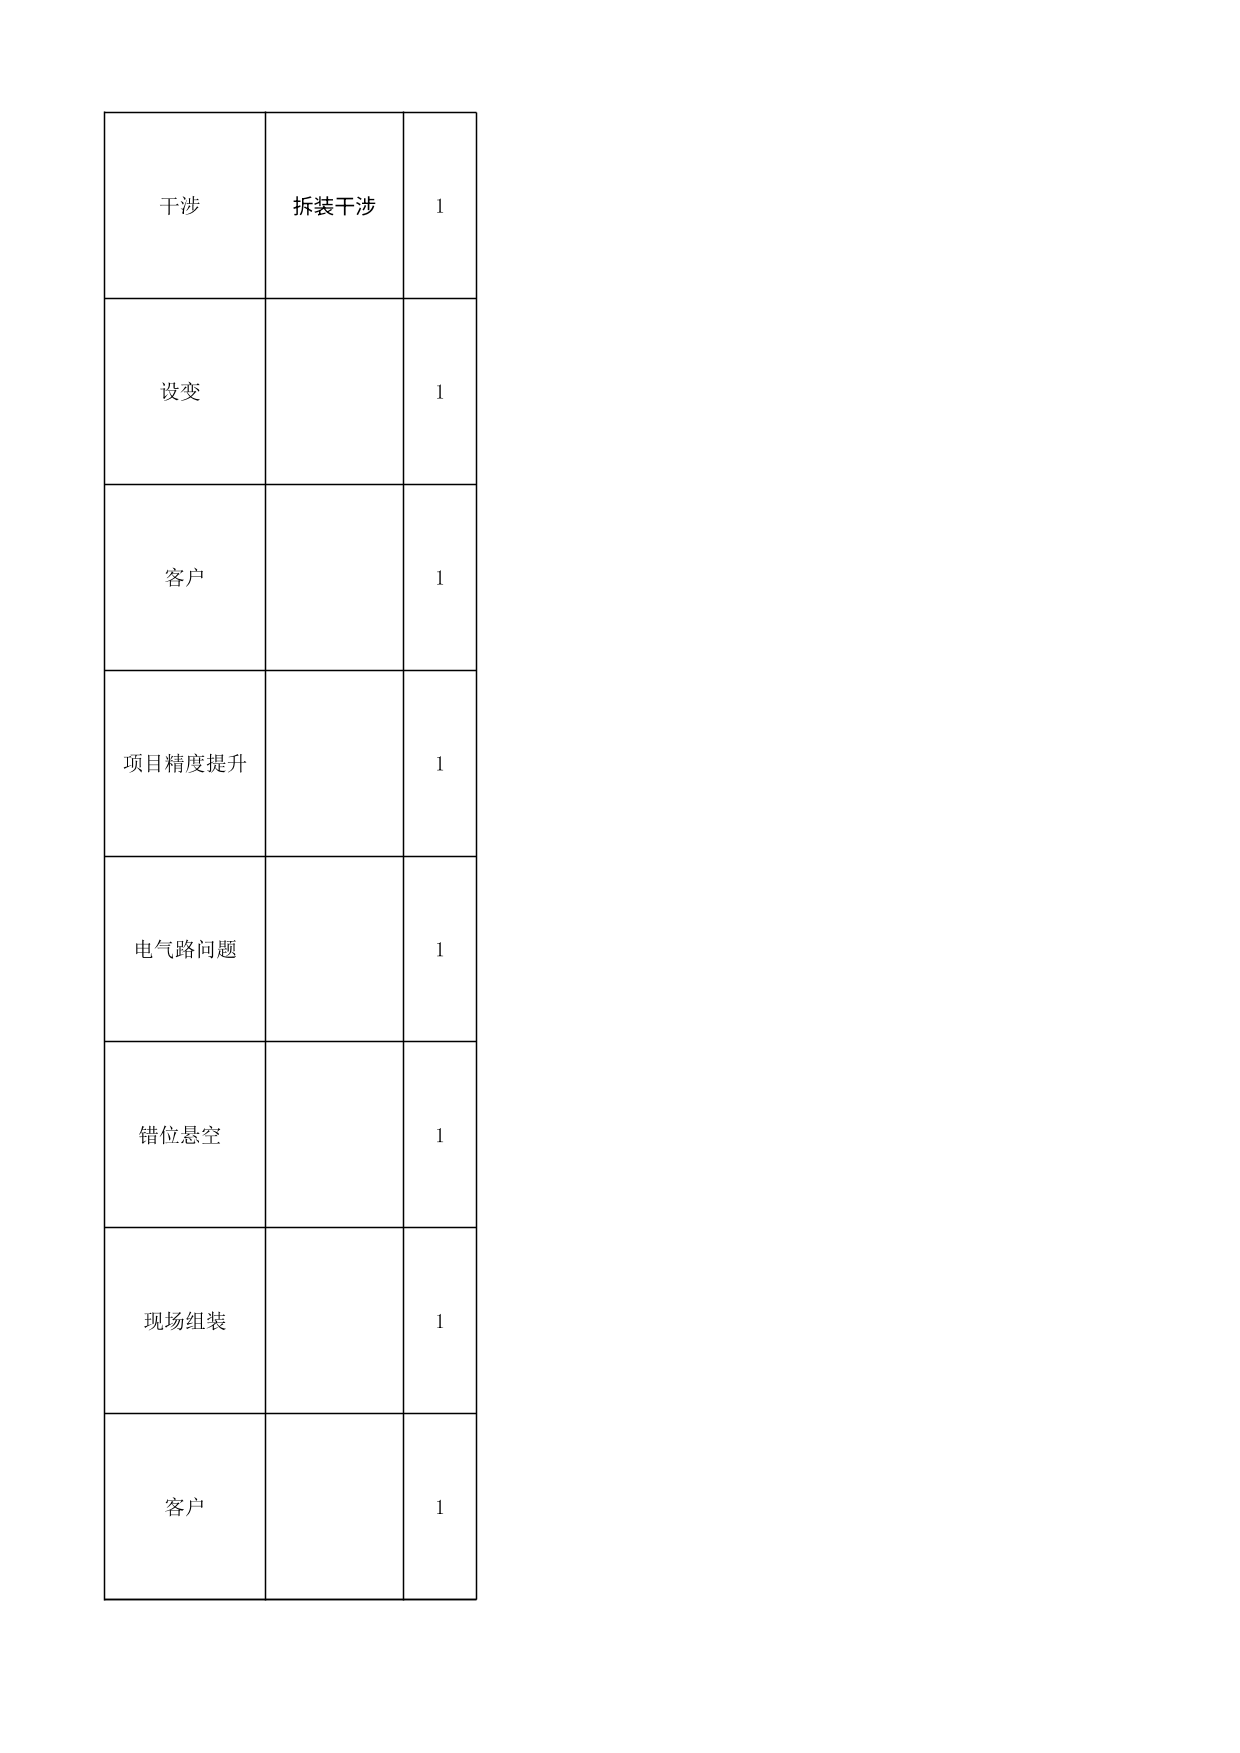 干涉 拆装干涉 1
设变 1
客户 1
项目精度提升 1
电气路问题 1
错位悬空 1
现场组装 1
客户 1